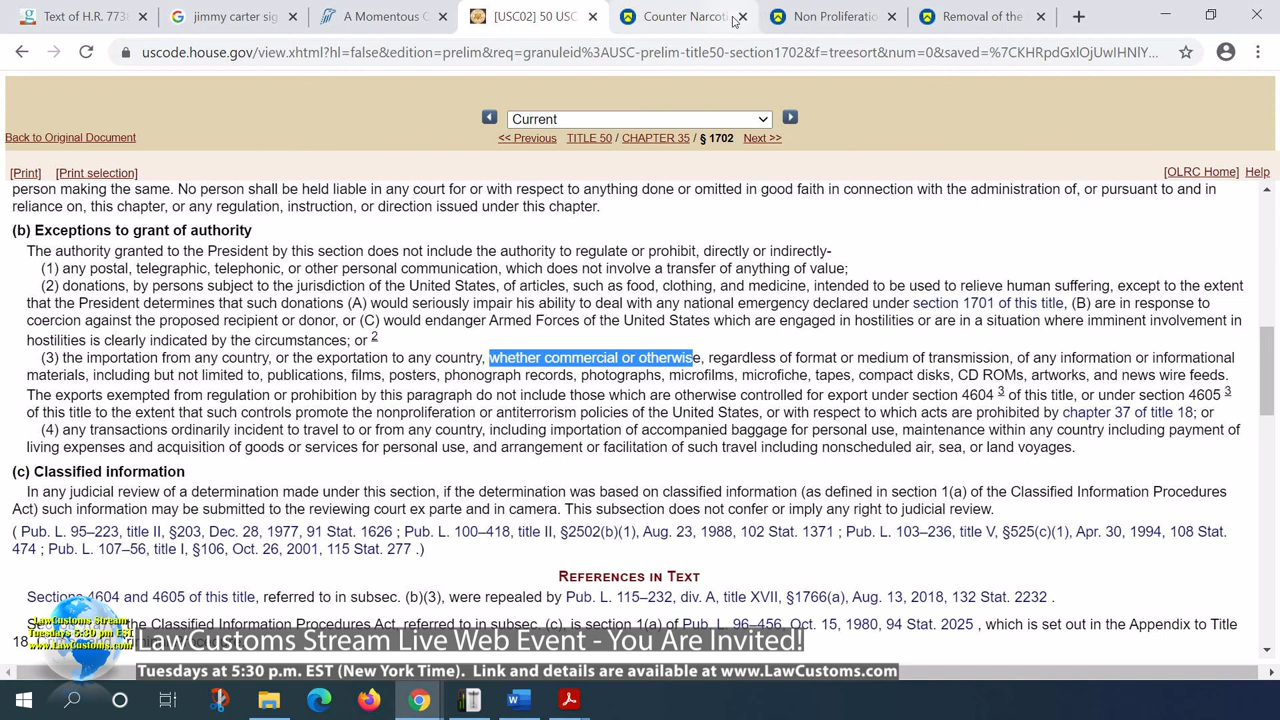 Text of H.R. 7738
jimmy carter sig
A Momentous C
[USC02] 50 USC
Counter Narcoti
Non Proliferatio
Removal of the
uscode.house.gov/view.xhtml?hl=false&edition=prelim&req=granuleid%3AUSC-prelim-title50-section1702&f=treesort&num=0&saved=%7CKHRpdGxlOjUwIHNlY...
Current
Back to Original Document
<< Previous TITLE 50 / CHAPTER 35 / § 1702 Next >>
[Print] [Print selection]
[OLRC Home] Help
person making the same. No person shall be held liable in any court for or with respect to anything done or omitted in good faith in connection with the administration of, or pursuant to and in
reliance on, this chapter, or any regulation, instruction, or direction issued under this chapter.
(b) Exceptions to grant of authority
The authority granted to the President by this section does not include the authority to regulate or prohibit, directly or indirectly-
(1) any postal, telegraphic, telephonic, or other personal communication, which does not involve a transfer of anything of value;
(2) donations, by persons subject to the jurisdiction of the United States, of articles, such as food, clothing, and medicine, intended to be used to relieve human suffering, except to the extent
that the President determines that such donations (A) would seriously impair his ability to deal with any national emergency declared under section 1701 of this title, (B) are in response to
coercion against the proposed recipient or donor, or (C) would endanger Armed Forces of the United States which are engaged in hostilities or are in a situation where imminent involvement in
hostilities is clearly indicated by the circumstances; or 2
(3) the importation from any country, or the exportation to any country, whether commercial or otherwise, regardless of format or medium of transmission, of any information or informational
materials, including but not limited to, publications, films, posters, phonograph records, photographs, microfilms, microfiche, tapes, compact disks, CD ROMs, artworks, and news wire feeds.
The exports exempted from regulation or prohibition by this paragraph do not include those which are otherwise controlled for export under section 4604 3 of this title, or under section 4605 3
of this title to the extent that such controls promote the nonproliferation or antiterrorism policies of the United States, or with respect to which acts are prohibited by chapter 37 of title 18; or
(4) any transactions ordinarily incident to travel to or from any country, including importation of accompanied baggage for personal use, maintenance within any country including payment of
living expenses and acquisition of goods or services for personal use, and arrangement or facilitation of such travel including nonscheduled air, sea, or land voyages.
(c) Classified information
In any judicial review of a determination made under this section, if the determination was based on classified information (as defined in section 1(a) of the Classified Information Procedures
Act) such information may be submitted to the reviewing court ex parte and in camera. This subsection does not confer or imply any right to judicial review.
( Pub. L. 95–223, title II, §203, Dec. 28, 1977, 91 Stat. 1626 ; Pub. L. 100–418, title II, §2502(b)(1), Aug. 23, 1988, 102 Stat. 1371 ; Pub. L. 103–236, title V, §525(c)(1), Apr. 30, 1994, 108 Stat.
474 ; Pub. L. 107–56, title I, §106, Oct. 26, 2001, 115 Stat. 277 .)
References in Text
Sections 4604 and 4605 of this title, referred to in subsec. (b)(3), were repealed by Pub. L. 115–232, div. A, title XVII, §1766(a), Aug. 13, 2018, 132 Stat. 2232 .
the Classified Information Procedures Act, referred to in subsec. (c), is section 1(a) of Pub. L. 96–456, Oct. 15, 1980, 94 Stat. 2025 , which is set out in the Appendix to Title
18,
LawCustoms Stream
Tuesdays at 5:30 pm EST
www.LawCustoms.com
LawCustoms Stream Live Web Event - You Are Invited!
Tuesdays at 5:30 p.m. EST (New York Time). Link and details are available at www.LawCustoms.com